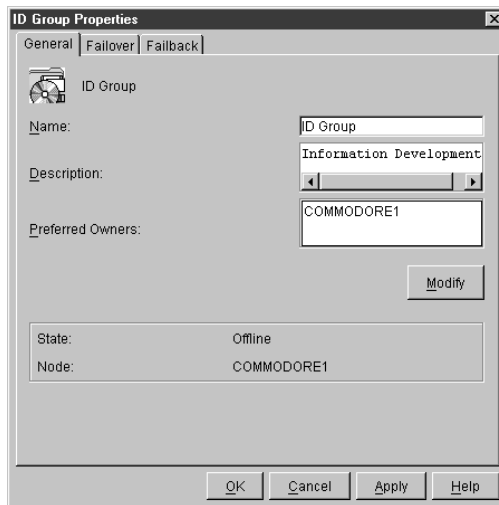 ID Group Properties
General Failover Failback
ID Group
Name: ID Group
Description: Information Development
Preferred Owners: COMMODORE1
Modify
State: Offline
Node: COMMODORE1
OK Cancel Apply Help